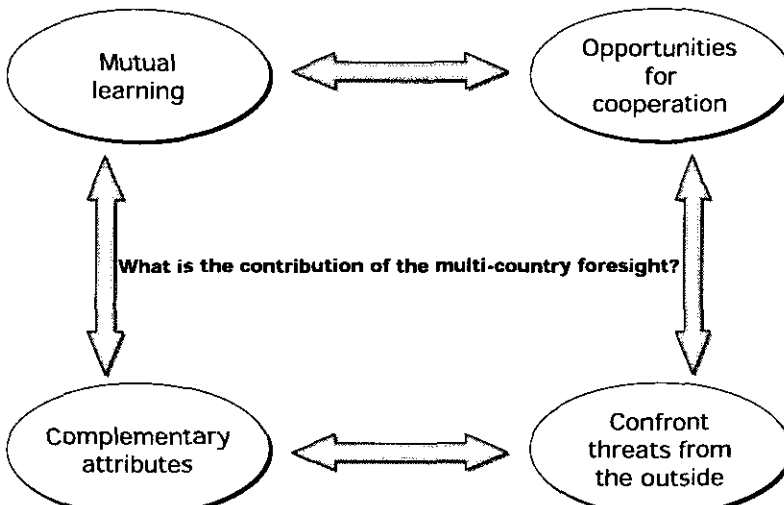 Mutual
learning
Opportunities
for
cooperation
What is the contribution of the multi-country foresight?
Complementary
attributes
Confront
threats from
the outside